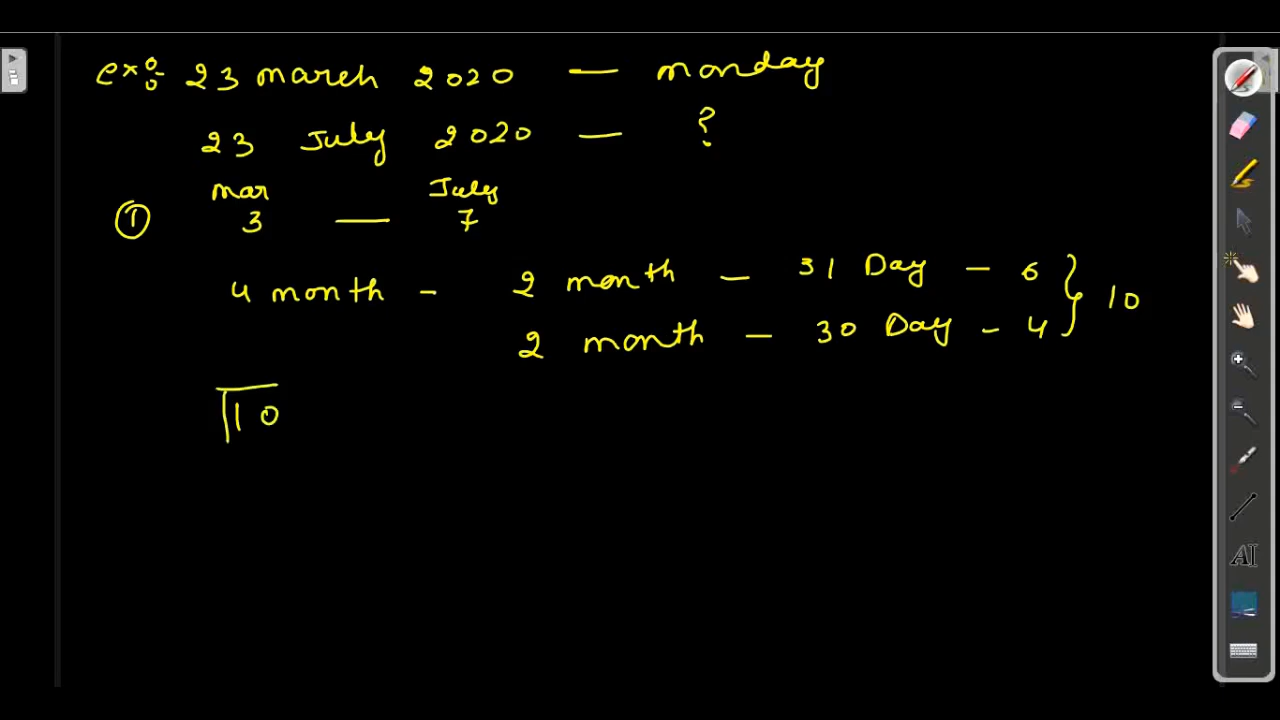 ex:- 23 march 2020 — monday
23 July 2020 — ?
mar July
① 3 — 7
4 month - 2 month — 31 Day - 6
2 month — 30 Day - 4 } 10
10
AI